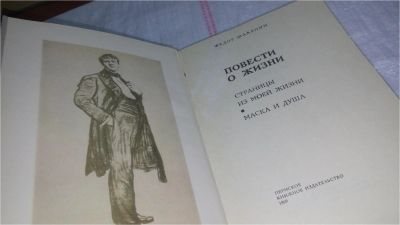 ФЕДОР ШАЛЯПИН
ПОВЕСТИ
О ЖИЗНИ
СТРАНИЦЫ
ИЗ МОЕЙ ЖИЗНИ
•
МАСКА И ДУША
ПЕРМСКОЕ
КНИЖНОЕ ИЗДАТЕЛЬСТВО